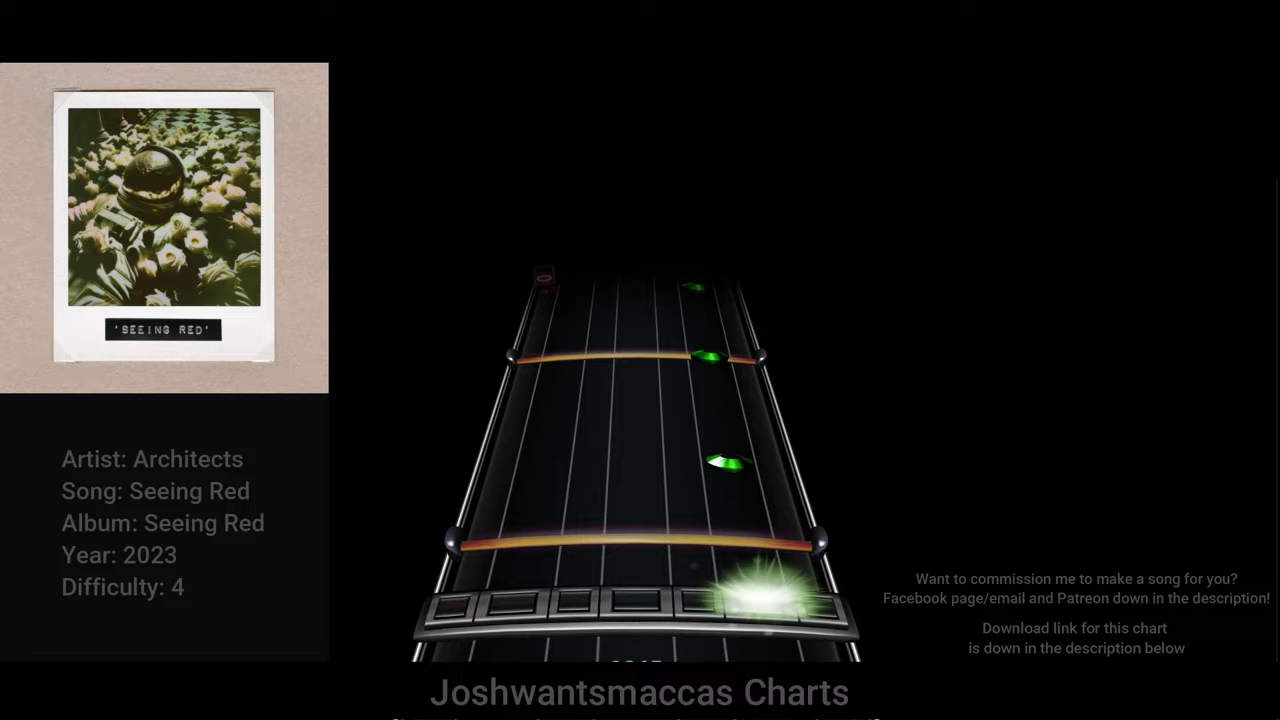 'SEEING RED'
Artist: Architects
Song: Seeing Red
Album: Seeing Red
Year: 2023
Difficulty: 4
Want to commission me to make a song for you?
Facebook page/email and Patreon down in the description!
Download link for this chart
is down in the description below
Joshwantsmaccas Charts